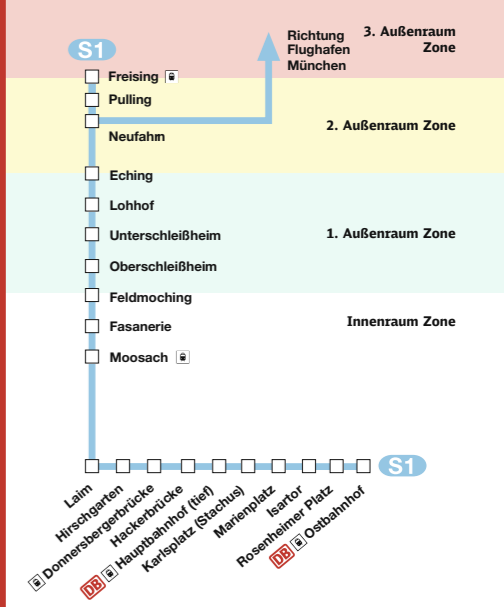 S1
Richtung
Flughafen
München
3. Außenraum
Zone
Freising
Pulling
Neufahrn
2. Außenraum Zone
Eching
Lohhof
Unterschleißheim
1. Außenraum Zone
Oberschleißheim
Feldmoching
Fasanerie
Innenraum Zone
Moosach
S1
Laim
Hirschgarten
Donnersbergerbrücke
Hackerbrücke
DB Hauptbahnhof (tief)
Karlsplatz (Stachus)
Marienplatz
Isartor
Rosenheimer Platz
DB Ostbahnhof